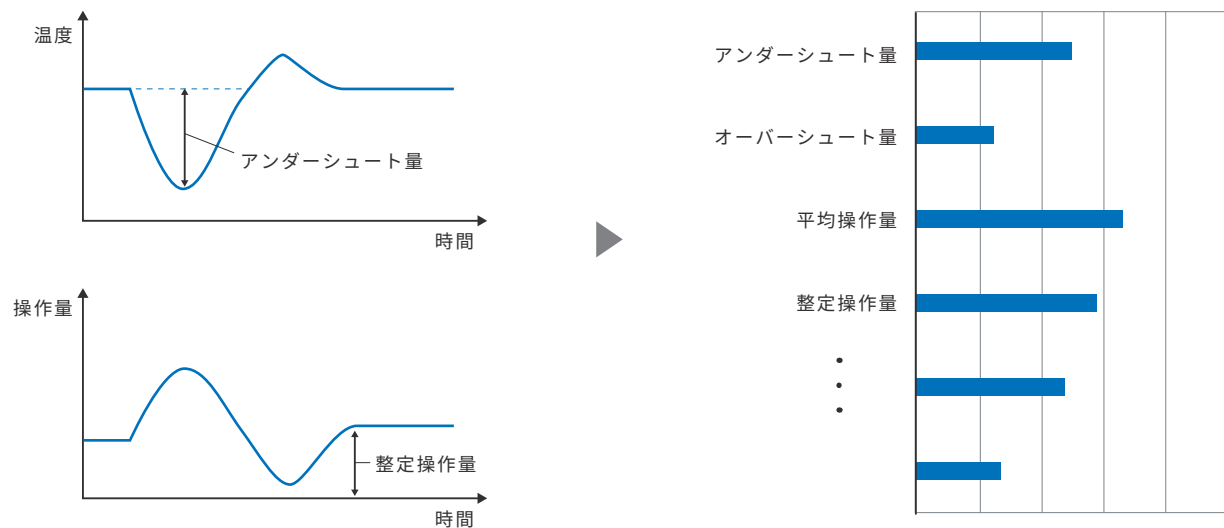 温度
アンダーシュート量
時間
操作量
整定操作量
時間
アンダーシュート量
オーバーシュート量
平均操作量
整定操作量